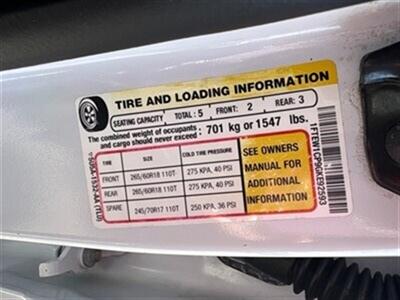 TIRE AND LOADING INFORMATION
SEATING CAPACITY TOTAL: 5 FRONT: 2 REAR: 3
The combined weight of occupants and cargo should never exceed : 701 kg or 1547 lbs.
TIRE SIZE COLD TIRE PRESSURE
FRONT 265/60R18 110T 275 KPA, 40 PSI
REAR 265/60R18 110T 275 KPA, 40 PSI
SPARE 245/70R17 110T 250 KPA, 36 PSI
SEE OWNERS
MANUAL FOR
ADDITIONAL
INFORMATION